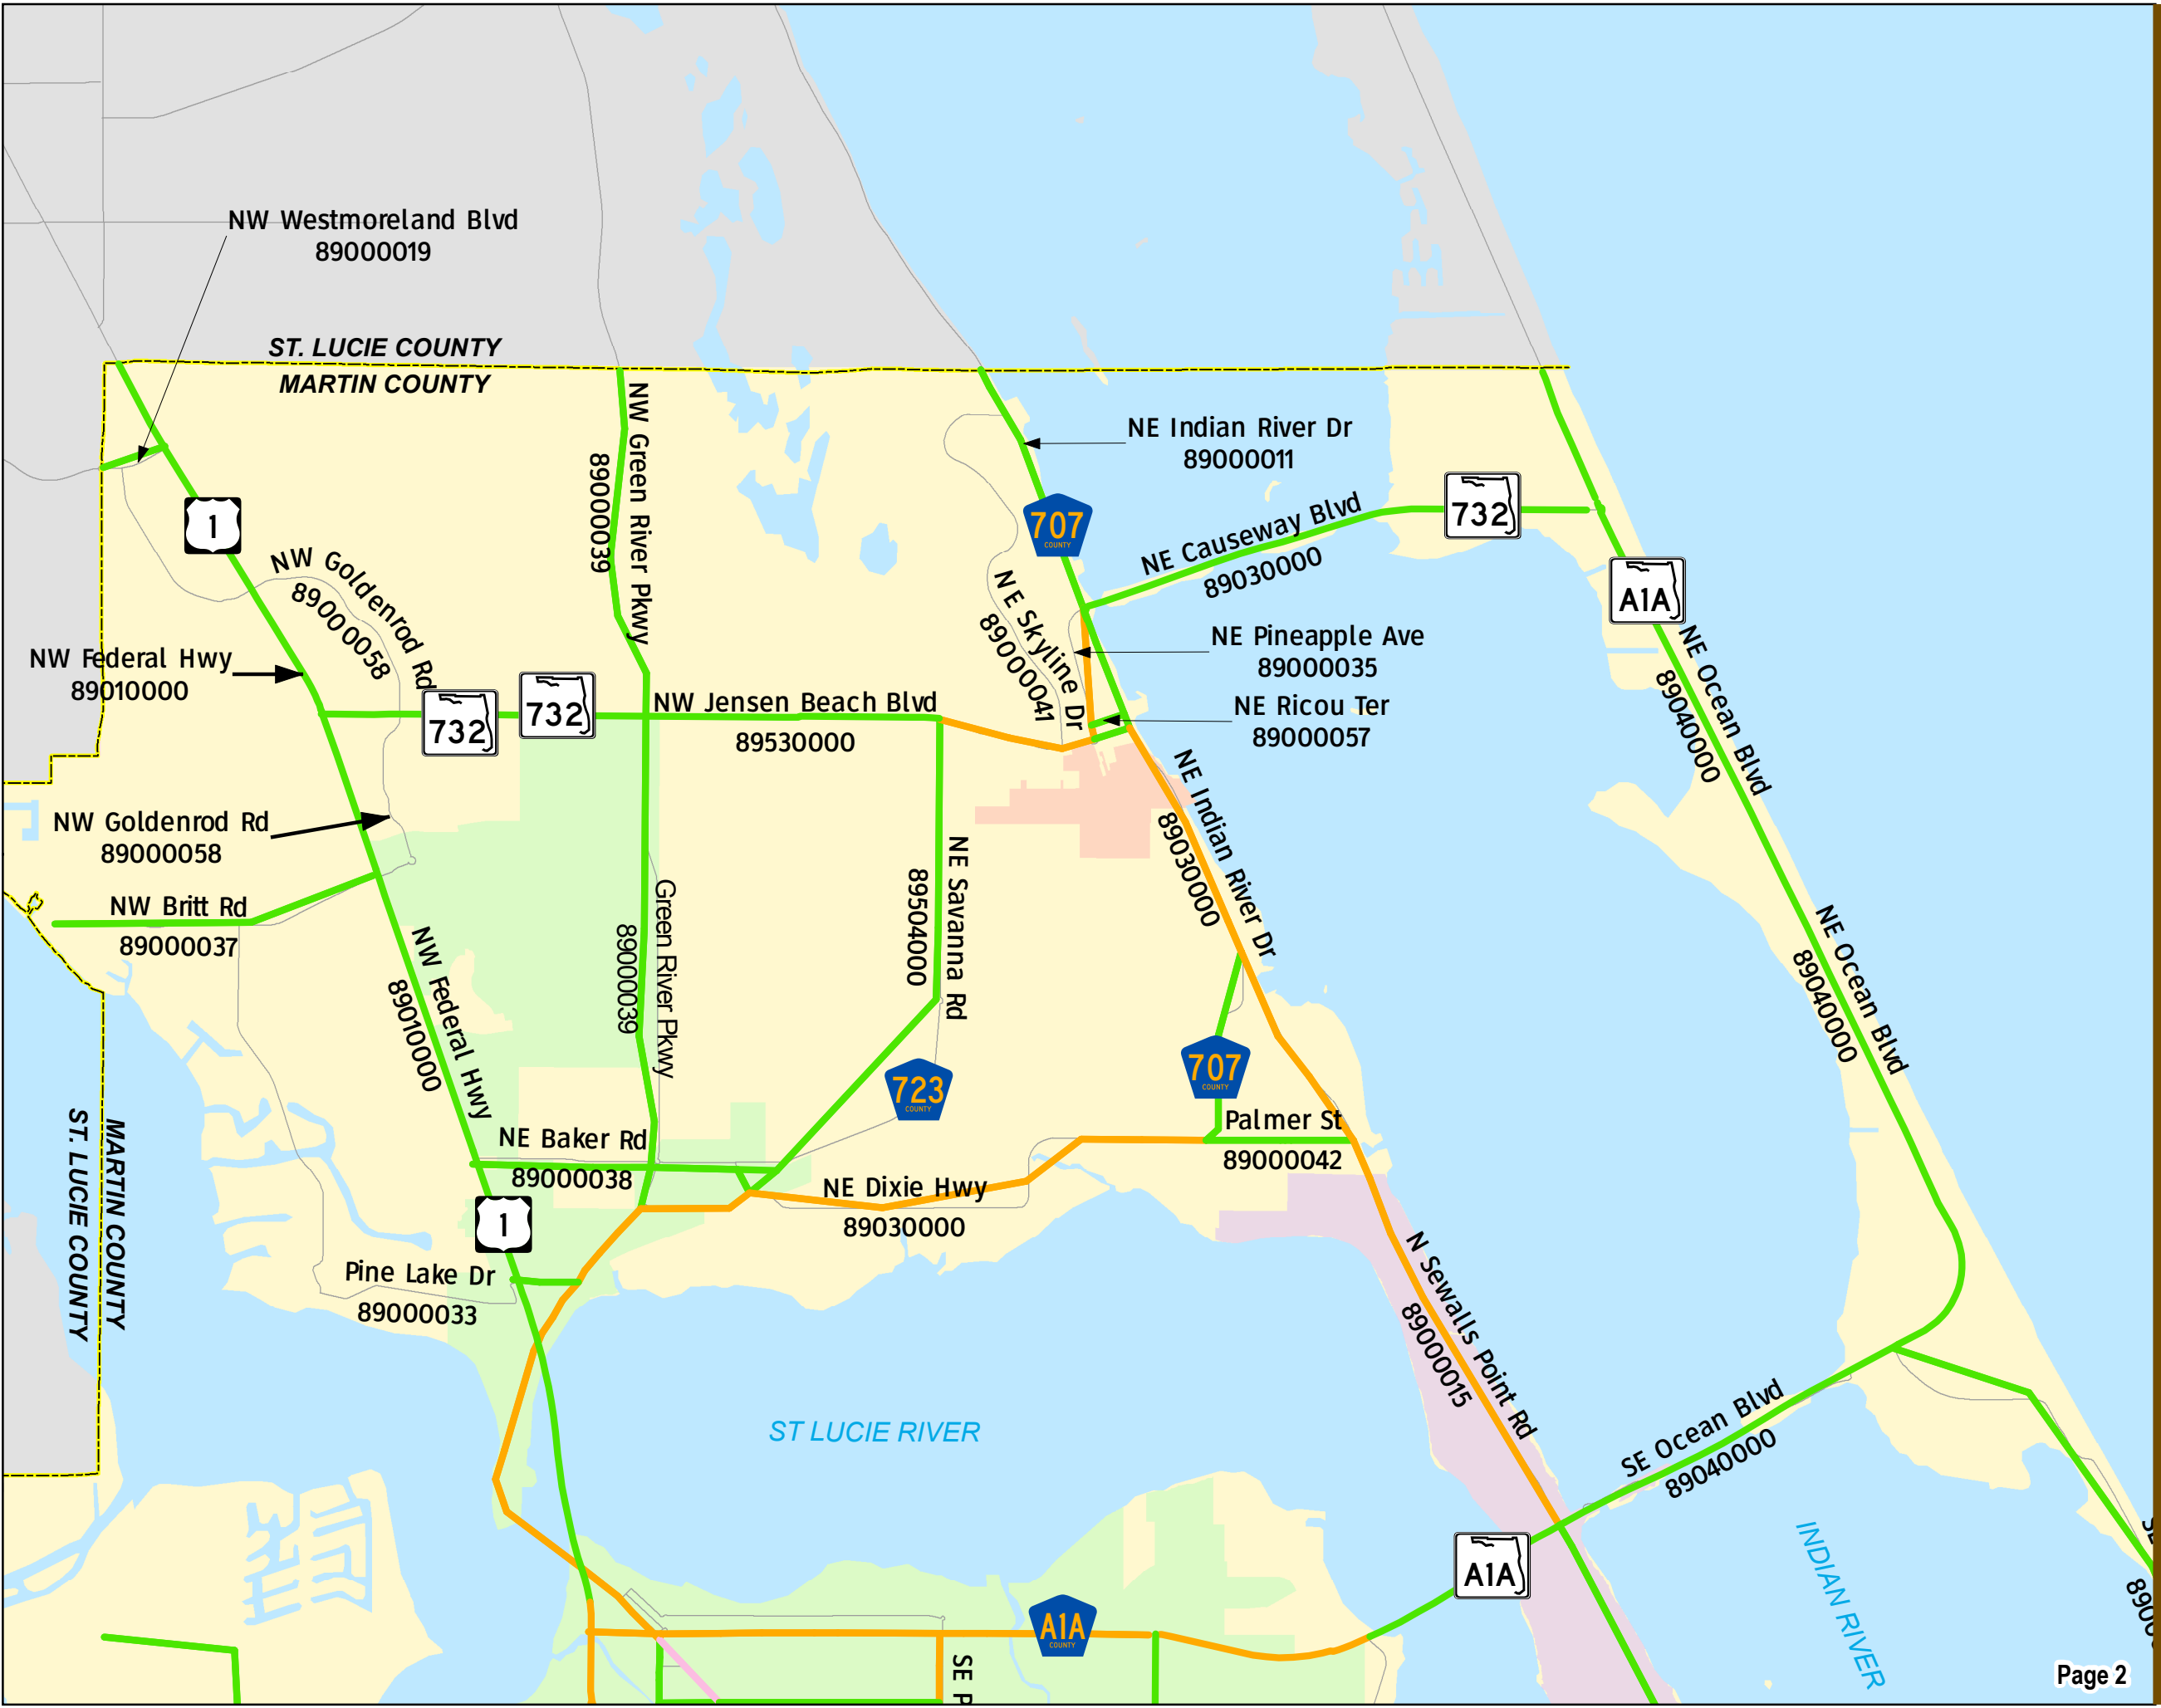 NW Westmoreland Blvd
89000019
ST. LUCIE COUNTY
MARTIN COUNTY
NW Green River Pkwy
89000039
NE Indian River Dr
89000011
1
707
COUNTY
732
NE Causeway Blvd
89030000
NW Goldenrod Rd
89000058
A1A
NE Skyline Dr
89000041
NE Pineapple Ave
89000035
NW Federal Hwy
89010000
NE Ocean Blvd
89040000
732
732
NW Jensen Beach Blvd
89530000
NE Ricou Ter
89000057
NE Indian River Dr
89030000
NW Goldenrod Rd
89000058
NW Britt Rd
89000037
NE Savanna Rd
89504000
Green River Pkwy
89000039
NW Federal Hwy
89010000
NE Ocean Blvd
89040000
707
COUNTY
723
COUNTY
MARTIN COUNTY
ST. LUCIE COUNTY
Palmer St
89000042
NE Baker Rd
89000038
NE Dixie Hwy
89030000
1
Pine Lake Dr
89000033
N Sewalls Point Rd
89000015
ST LUCIE RIVER
SE Ocean Blvd
89040000
A1A
INDIAN RIVER
A1A
COUNTY
SE P
Page 2